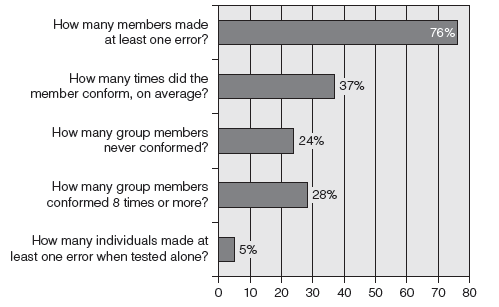 How many members made
at least one error?
76%
How many times did the
member conform, on average?
37%
How many group members
never conformed?
24%
How many group members
conformed 8 times or more?
28%
How many individuals made at
least one error when tested alone?
5%
0 10 20 30 40 50 60 70 80